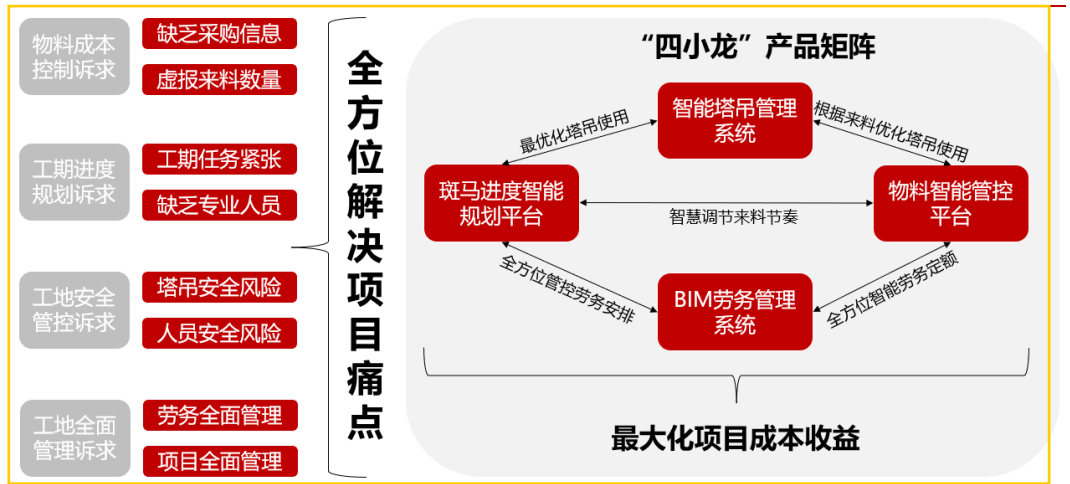 物料成本
控制诉求
缺乏采购信息
虚报来料数量
工期进度
规划诉求
工期任务紧张
缺乏专业人员
工地安全
管控诉求
塔吊安全风险
人员安全风险
工地全面
管理诉求
劳务全面管理
项目全面管理
全方位解决项目痛点
“四小龙”产品矩阵
智能塔吊管理
系统
最优化塔吊使用
根据来料优化塔吊使用
斑马进度智能
规划平台
智慧调节来料节奏
物料智能管控
平台
全方位管控劳务安排
全方位智能劳务定额
BIM劳务管理
系统
最大化项目成本收益